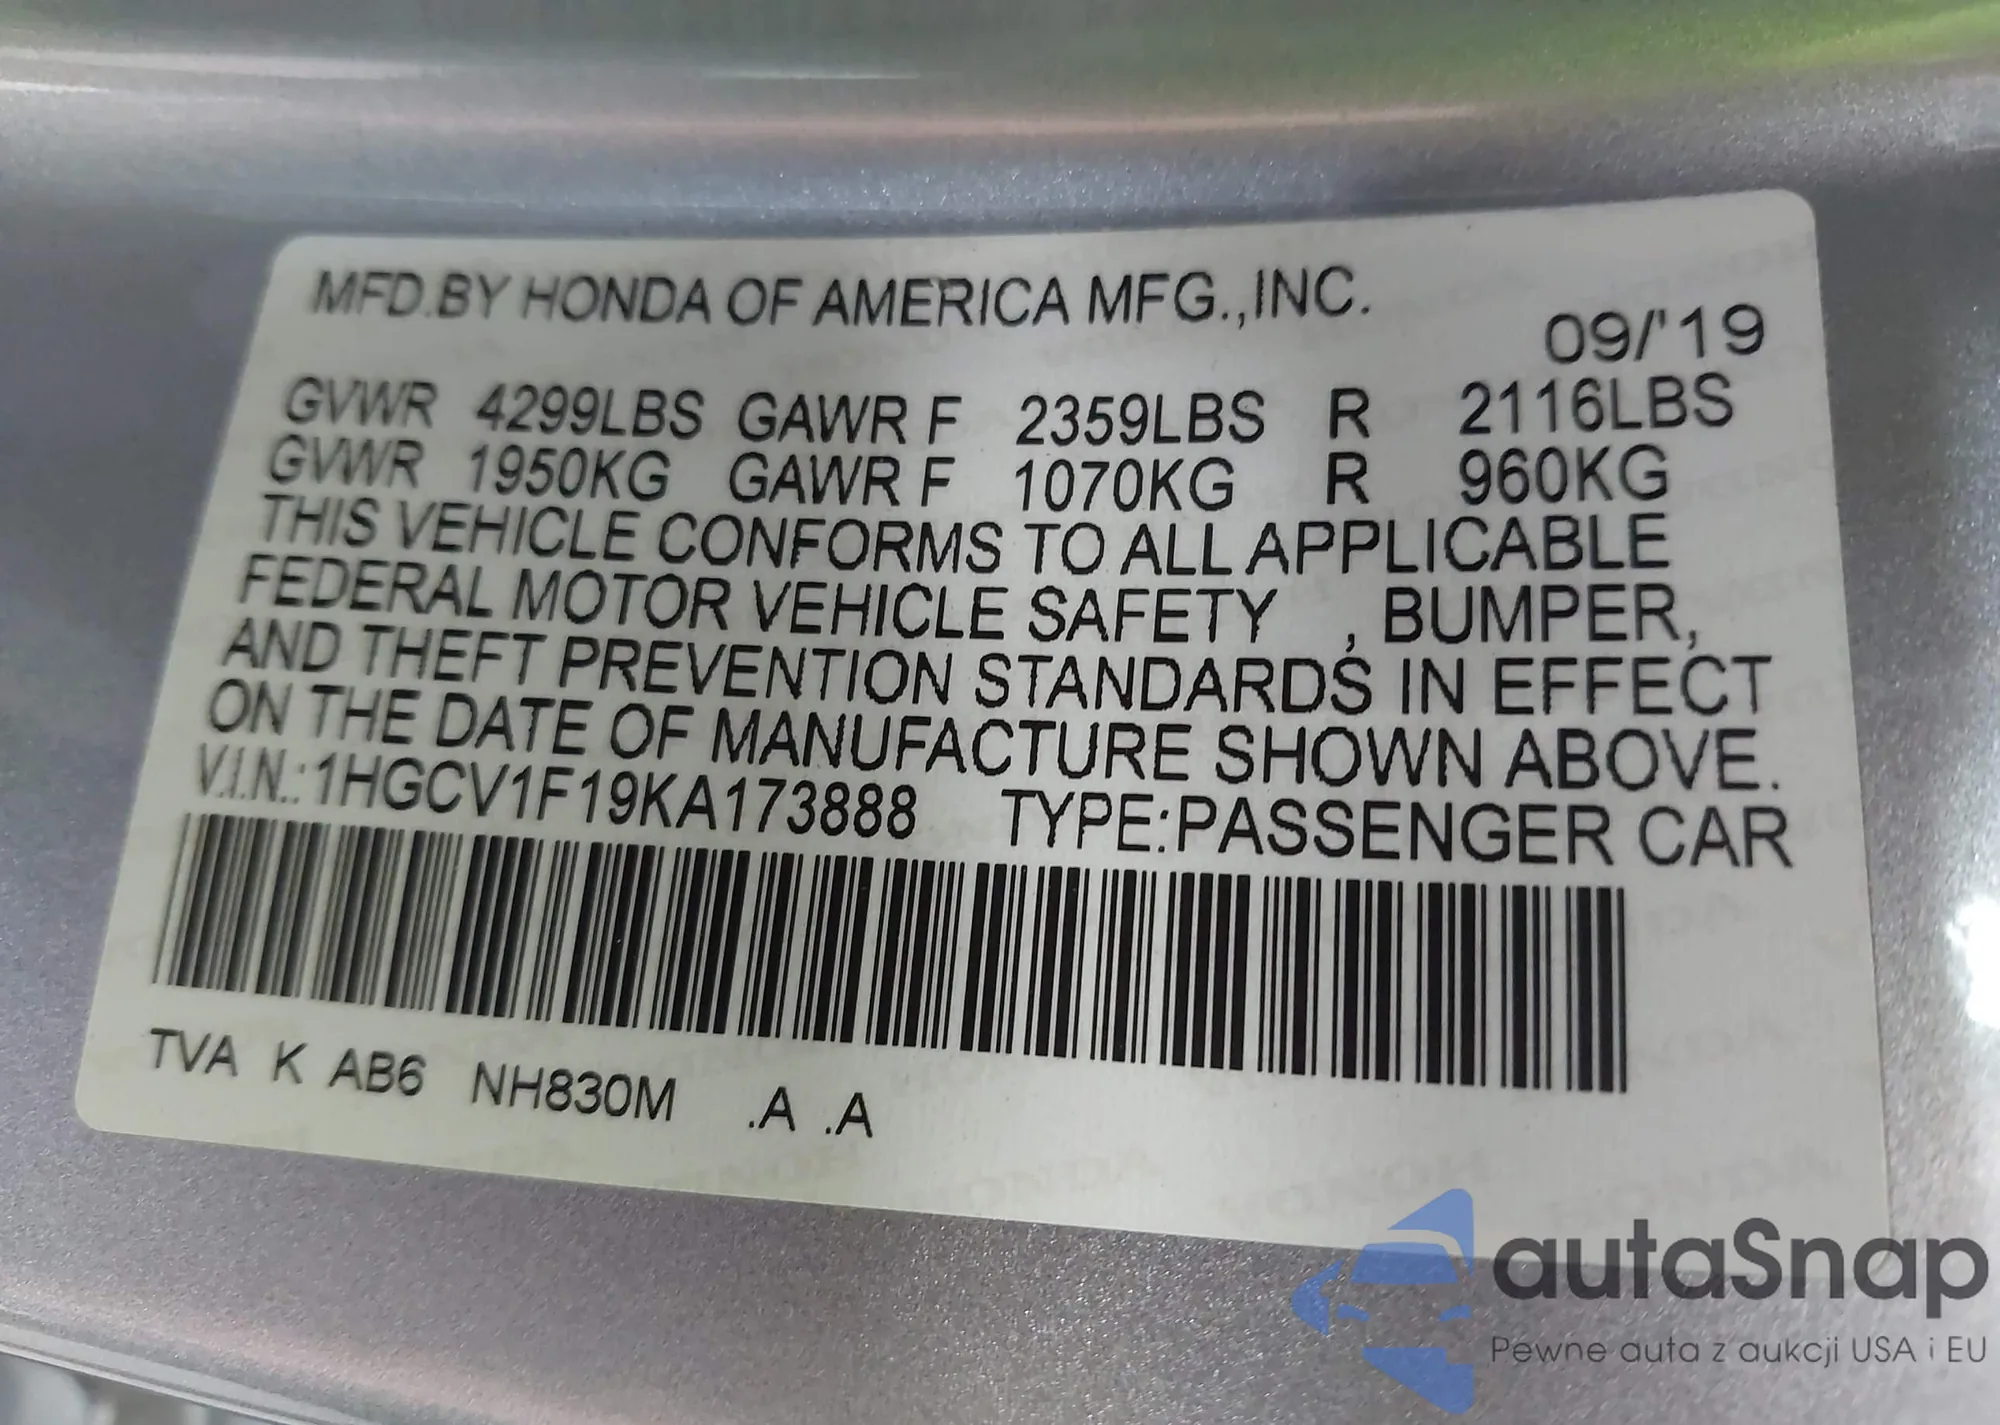 MFD.BY HONDA OF AMERICA MFG.,INC.
09/'19
GVWR 4299LBS GAWR F 2359LBS R 2116LBS
GVWR 1950KG GAWR F 1070KG R 960KG
THIS VEHICLE CONFORMS TO ALL APPLICABLE
FEDERAL MOTOR VEHICLE SAFETY , BUMPER,
AND THEFT PREVENTION STANDARDS IN EFFECT
ON THE DATE OF MANUFACTURE SHOWN ABOVE.
V.I.N.:1HGCV1F19KA173888 TYPE:PASSENGER CAR
TVA K AB6 NH830M .A .A
autaSnap
Pewne auta z aukcji USA i EU